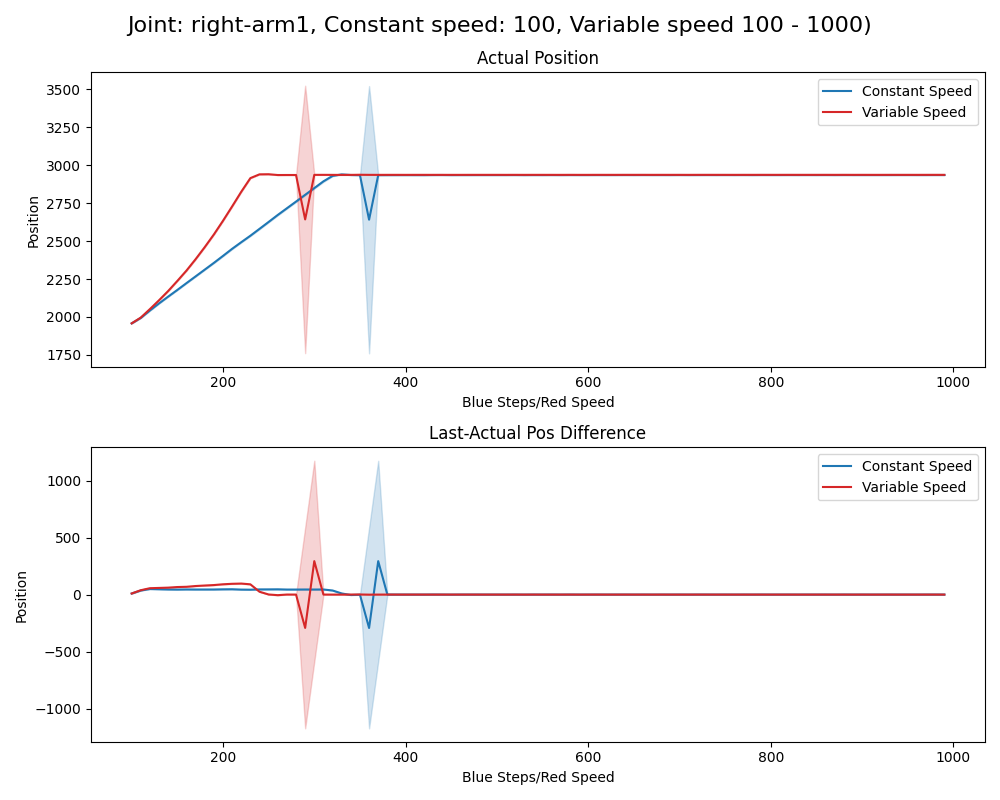 Joint: right-arm1, Constant speed: 100, Variable speed 100 - 1000)
Actual Position
Constant Speed
Variable Speed
3500
3250
3000
2750
2500
2250
2000
1750
Position
200 400 600 800 1000
Blue Steps/Red Speed
Last-Actual Pos Difference
Constant Speed
Variable Speed
1000
500
0
−500
−1000
Position
200 400 600 800 1000
Blue Steps/Red Speed